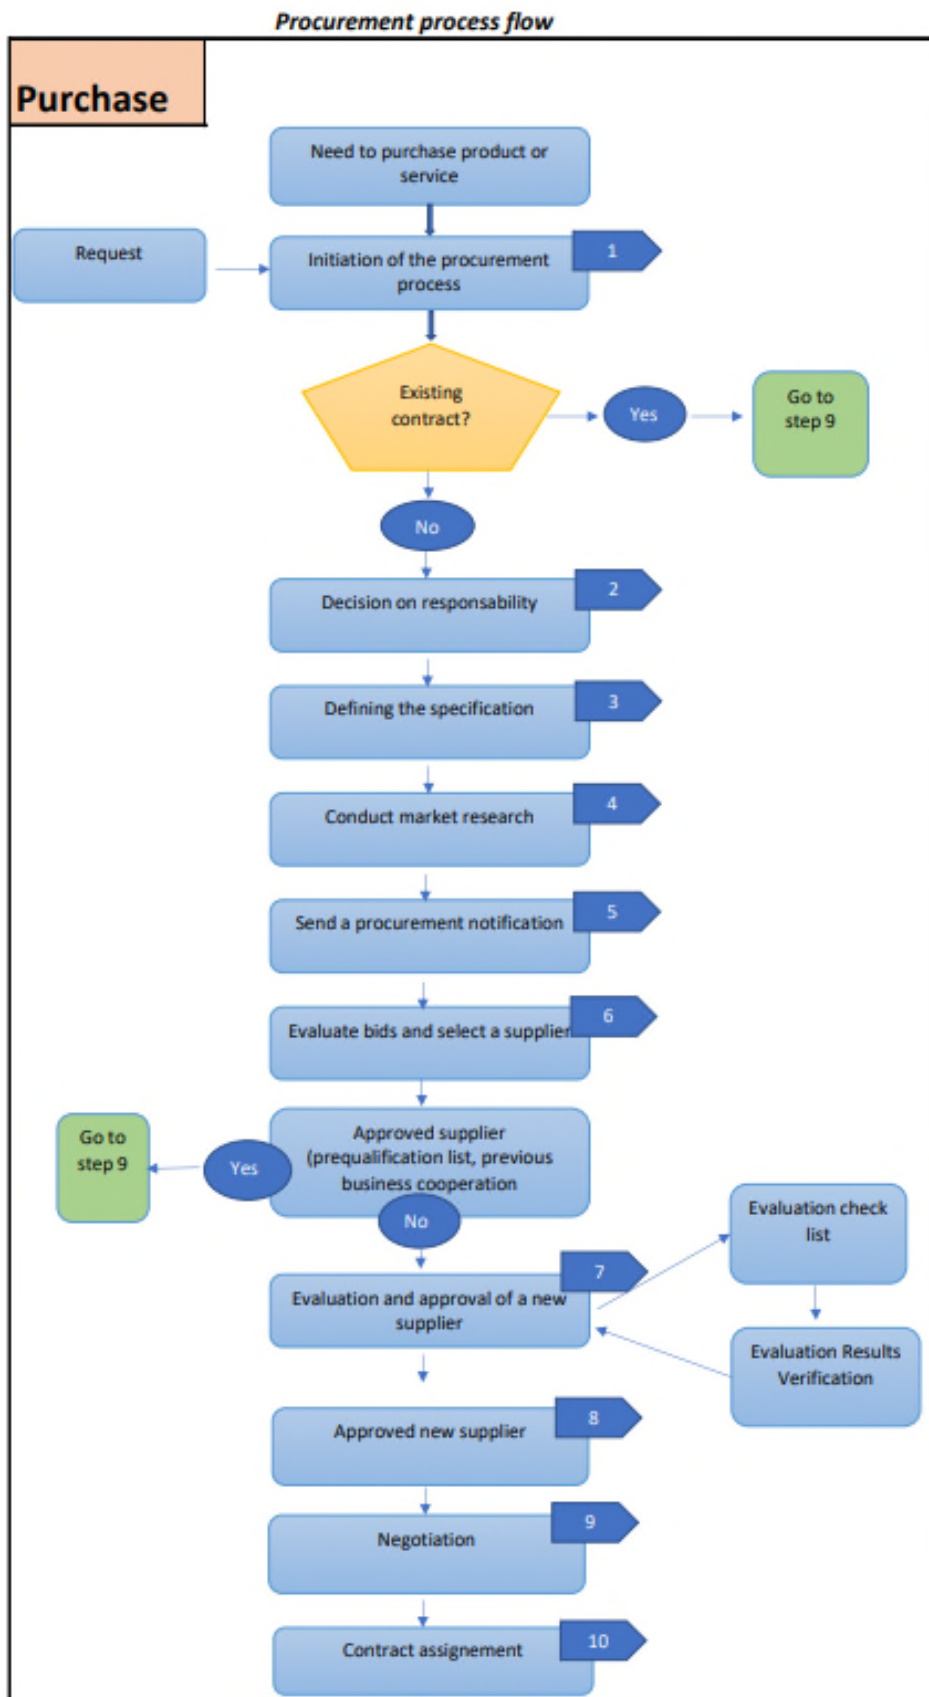 Procurement process flow
Purchase
Need to purchase product or
service
Request
Initiation of the procurement
process
1
Existing
contract?
Yes
Go to
step 9
No
Decision on responsability
2
Defining the specification
3
Conduct market research
4
Send a procurement notification
5
Evaluate bids and select a supplier
6
Approved supplier
(prequalification list, previous
business cooperation
Yes
Go to
step 9
No
Evaluation and approval of a new
supplier
7
Evaluation check
list
Evaluation Results
Verification
Approved new supplier
8
Negotiation
9
Contract assignement
10